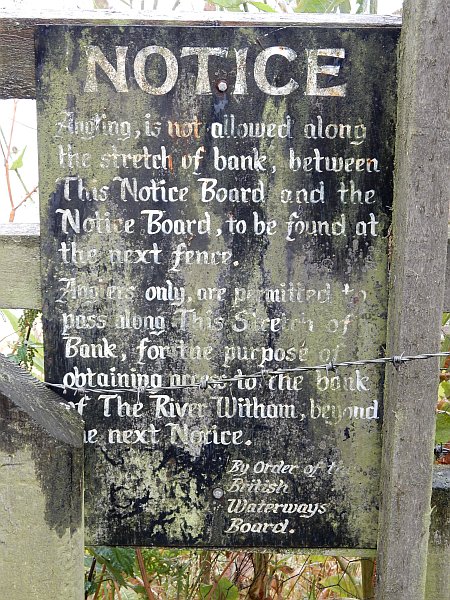 NOTICE
Angling, is not allowed along
the stretch of bank, between
This Notice Board and the
Notice Board, to be found at
the next fence.
Anglers only, are permitted to
pass along This Stretch of
Bank, for the purpose of
obtaining access to the bank
of The River Witham, beyond
the next Notice.
By Order of the
British
Waterways
Board.